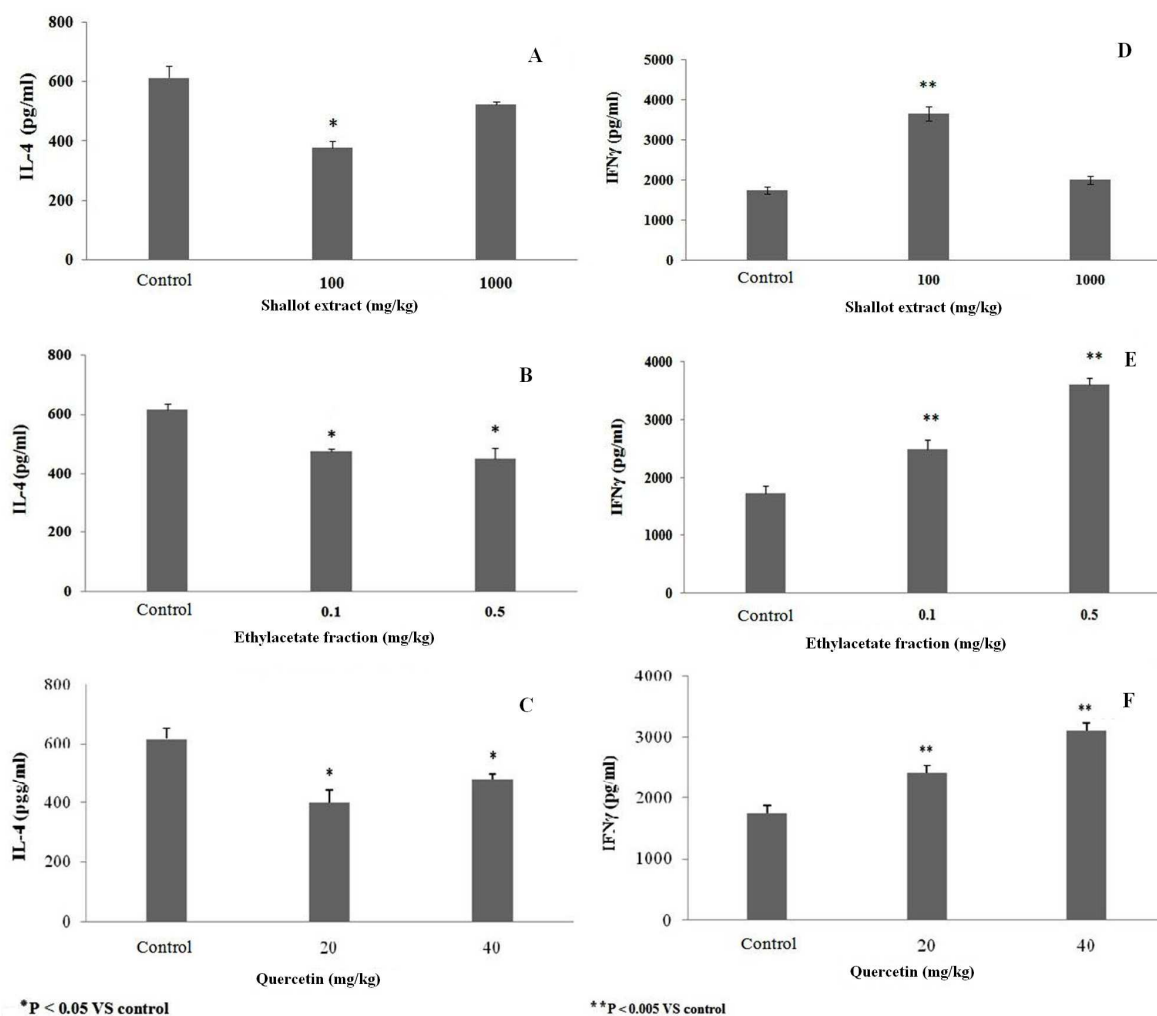 A
IL-4 (pg/ml)
800
600
400
200
0
*
Control 100 1000
Shallot extract (mg/kg)
D
IFNγ (pg/ml)
5000
4000
3000
2000
1000
0
**
Control 100 1000
Shallot extract (mg/kg)
B
IL-4 (pg/ml)
800
600
400
200
0
* *
Control 0.1 0.5
Ethylacetate fraction (mg/kg)
E
IFNγ (pg/ml)
4000
3000
2000
1000
0
** **
Control 0.1 0.5
Ethylacetate fraction (mg/kg)
C
IL-4 (pgg/ml)
800
600
400
200
0
* *
Control 20 40
Quercetin (mg/kg)
F
IFNγ (pg/ml)
4000
3000
2000
1000
0
** **
Control 20 40
Quercetin (mg/kg)
*P < 0.05 VS control
**P < 0.005 VS control